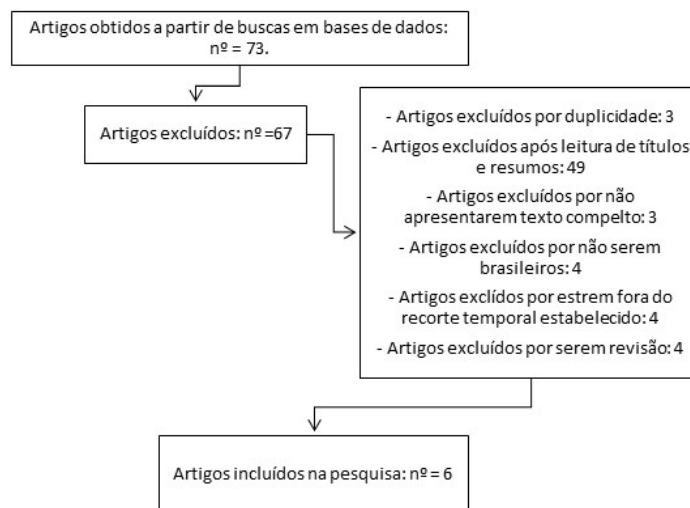 Artigos obtidos a partir de buscas em bases de dados:
nº = 73.
Artigos excluídos: nº =67
- Artigos excluídos por duplicidade: 3
- Artigos excluídos após leitura de títulos
e resumos: 49
- Artigos excluídos por não
apresentarem texto compelto: 3
- Artigos excluídos por não serem
brasileiros: 4
- Artigos exclídos por estrem fora do
recorte temporal estabelecido: 4
- Artigos excluídos por serem revisão: 4
Artigos incluídos na pesquisa: nº = 6